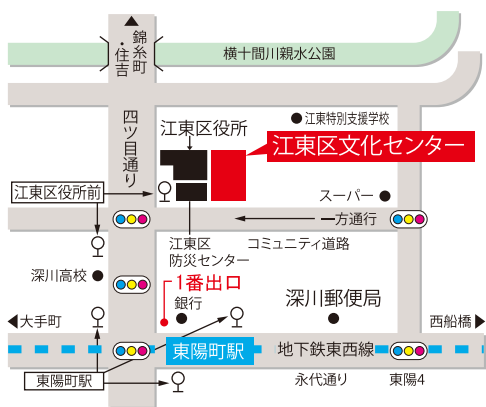 錦糸町
・住吉
横十間川親水公園
四ツ目通り
江東区役所
江東特別支援学校
江東区文化センター
江東区役所前
スーパー
一方通行
江東区
防災センター
コミュニティ道路
深川高校
1番出口
銀行
深川郵便局
大手町
西船橋
東陽町駅
地下鉄東西線
東陽町駅
永代通り
東陽4